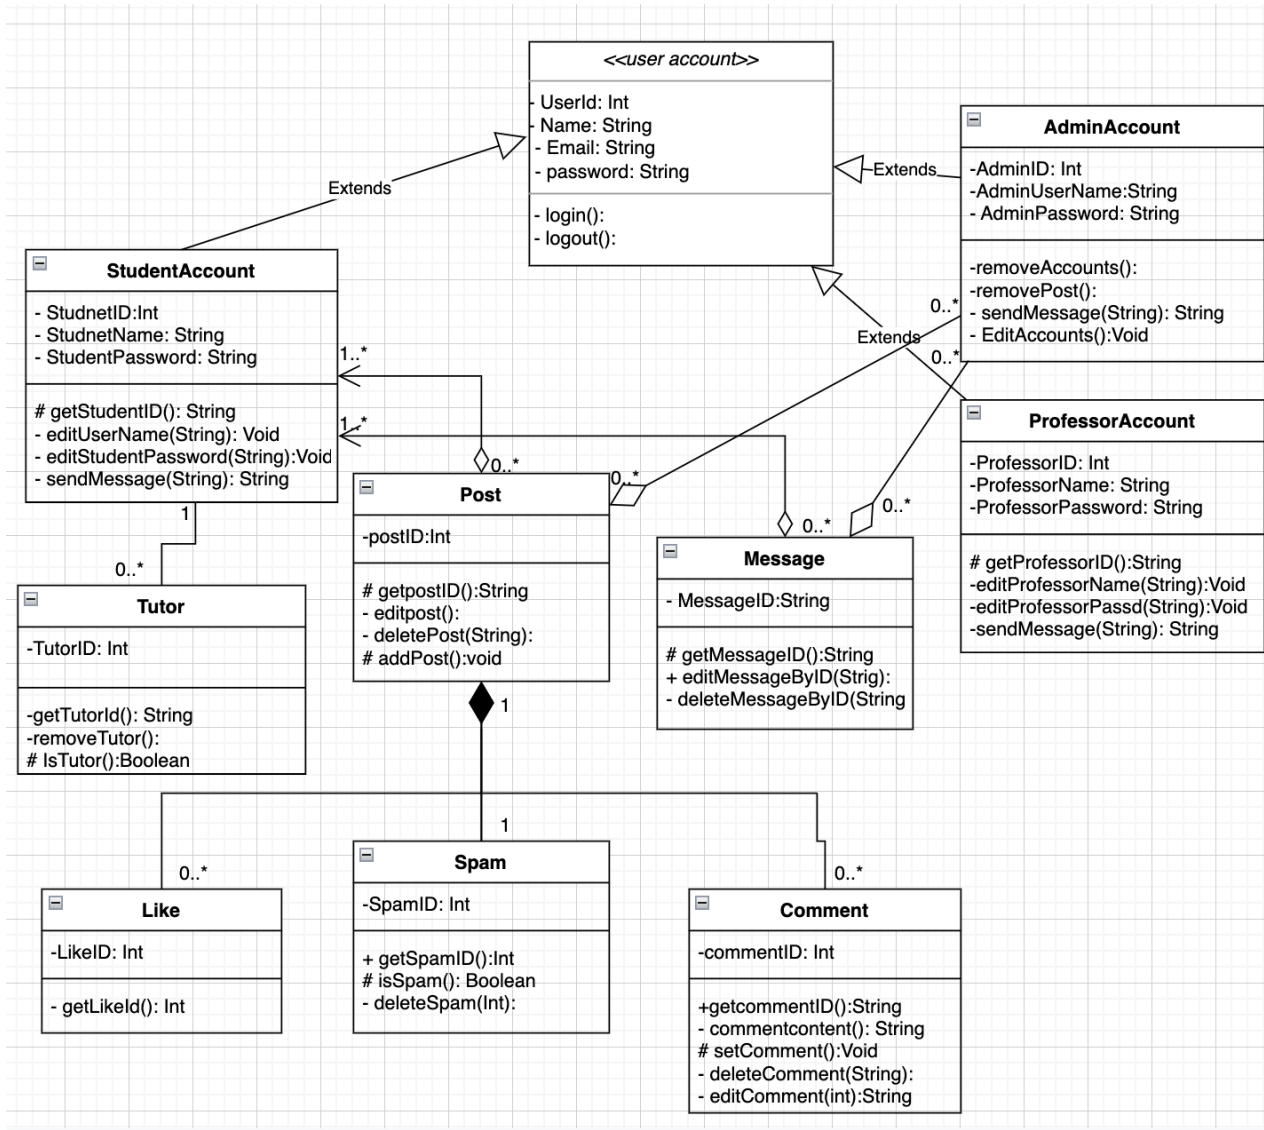 <<user account>>
- UserId: Int
- Name: String
- Email: String
- password: String
- login():
- logout():
AdminAccount
-AdminID: Int
-AdminUserName:String
- AdminPassword: String
-removeAccounts():
-removePost():
- sendMessage(String): String
- EditAccounts():Void
Extends
Extends
Extends
StudentAccount
- StudnetID:Int
- StudnetName: String
- StudentPassword: String
# getStudentID(): String
- editUserName(String): Void
- editStudentPassword(String):Void
- sendMessage(String): String
1..*
1..*
0..*
0..*
ProfessorAccount
-ProfessorID: Int
-ProfessorName: String
-ProfessorPassword: String
# getProfessorID():String
-editProfessorName(String):Void
-editProfessorPassd(String):Void
-sendMessage(String): String
0..*
0..*
0..*
0..*
1
0..*
Post
-postID:Int
# getpostID():String
- editpost():
- deletePost(String):
# addPost():void
Message
- MessageID:String
# getMessageID():String
+ editMessageByID(Strig):
- deleteMessageByID(String
Tutor
-TutorID: Int
-getTutorId(): String
-removeTutor():
# IsTutor():Boolean
1
1
0..*
0..*
Like
-LikeID: Int
- getLikeId(): Int
Spam
-SpamID: Int
+ getSpamID():Int
# isSpam(): Boolean
- deleteSpam(Int):
Comment
-commentID: Int
+getcommentID():String
- commentcontent(): String
# setComment():Void
- deleteComment(String):
- editComment(int):String